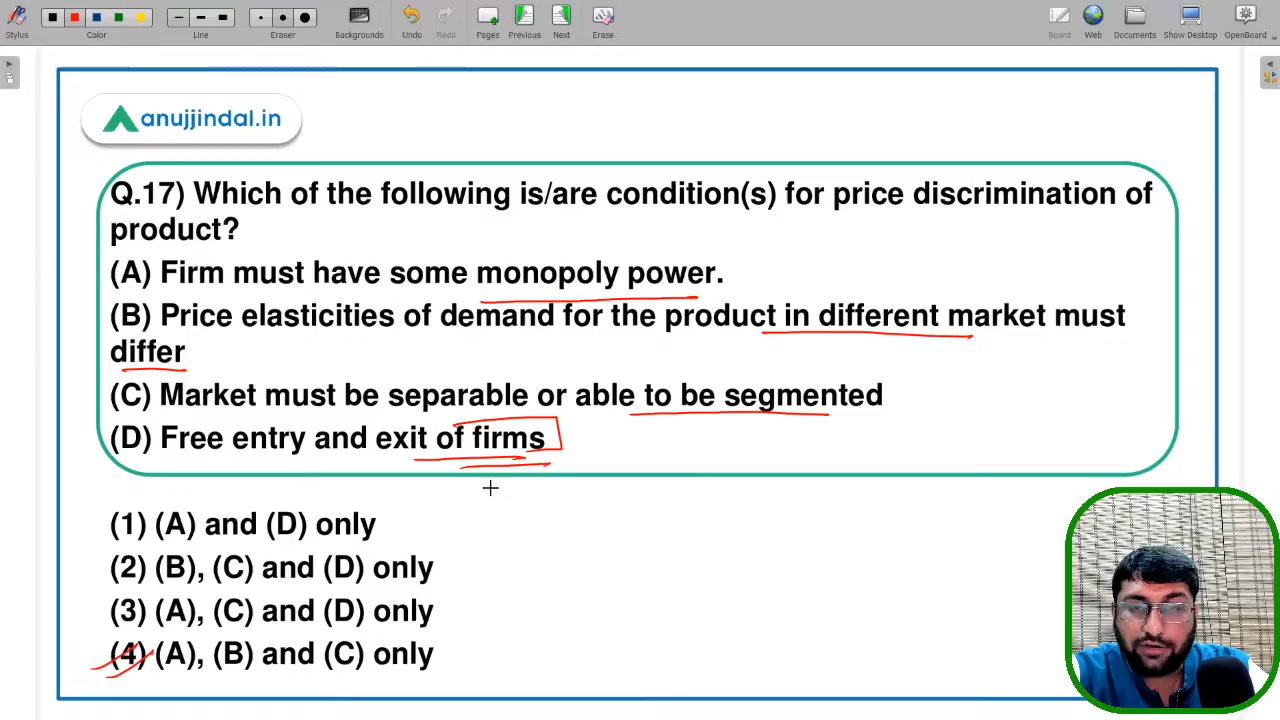 Stylus
Color
Line
Eraser
Backgrounds
Undo
Redo
Pages
Previous
Next
Erase
Board
Web
Documents
Show Desktop
OpenBoard
anujjindal.in
Q.17) Which of the following is/are condition(s) for price discrimination of
product?
(A) Firm must have some monopoly power.
(B) Price elasticities of demand for the product in different market must
differ
(C) Market must be separable or able to be segmented
(D) Free entry and exit of firms
(1) (A) and (D) only
(2) (B), (C) and (D) only
(3) (A), (C) and (D) only
(4) (A), (B) and (C) only